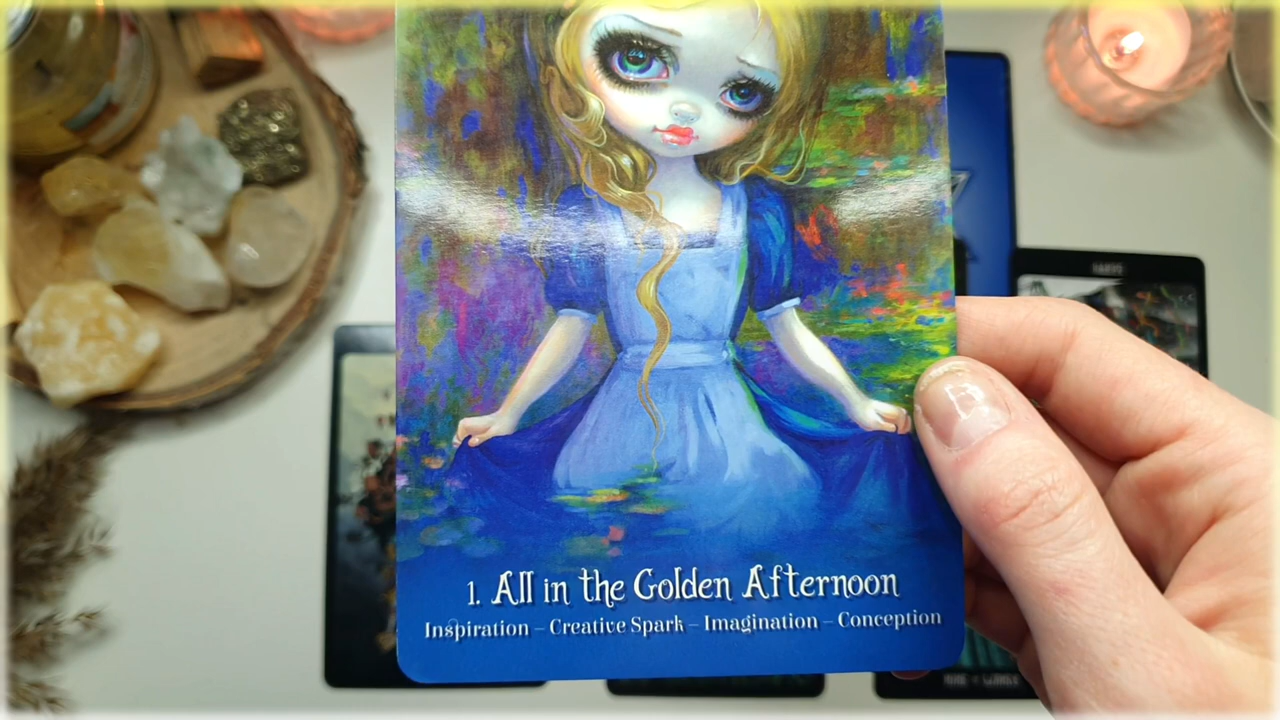 1. All in the Golden Afternoon
Inspiration – Creative Spark – Imagination – Conception